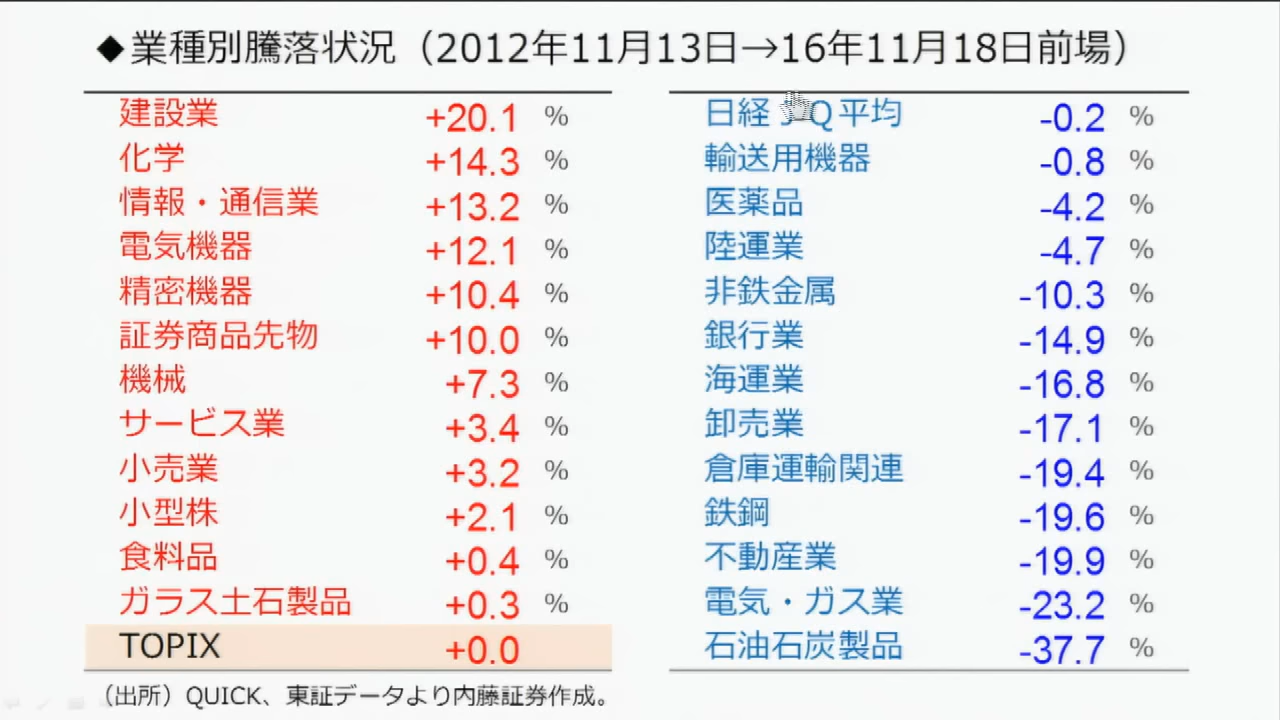 ◆業種別騰落状況（2012年11月13日→16年11月18日前場）
建設業 +20.1 %
化学 +14.3 %
情報・通信業 +13.2 %
電気機器 +12.1 %
精密機器 +10.4 %
証券商品先物 +10.0 %
機械 +7.3 %
サービス業 +3.4 %
小売業 +3.2 %
小型株 +2.1 %
食料品 +0.4 %
ガラス土石製品 +0.3 %
TOPIX +0.0
日経JQ平均 -0.2 %
輸送用機器 -0.8 %
医薬品 -4.2 %
陸運業 -4.7 %
非鉄金属 -10.3 %
銀行業 -14.9 %
海運業 -16.8 %
卸売業 -17.1 %
倉庫運輸関連 -19.4 %
鉄鋼 -19.6 %
不動産業 -19.9 %
電気・ガス業 -23.2 %
石油石炭製品 -37.7 %
（出所）QUICK、東証データより内藤証券作成。